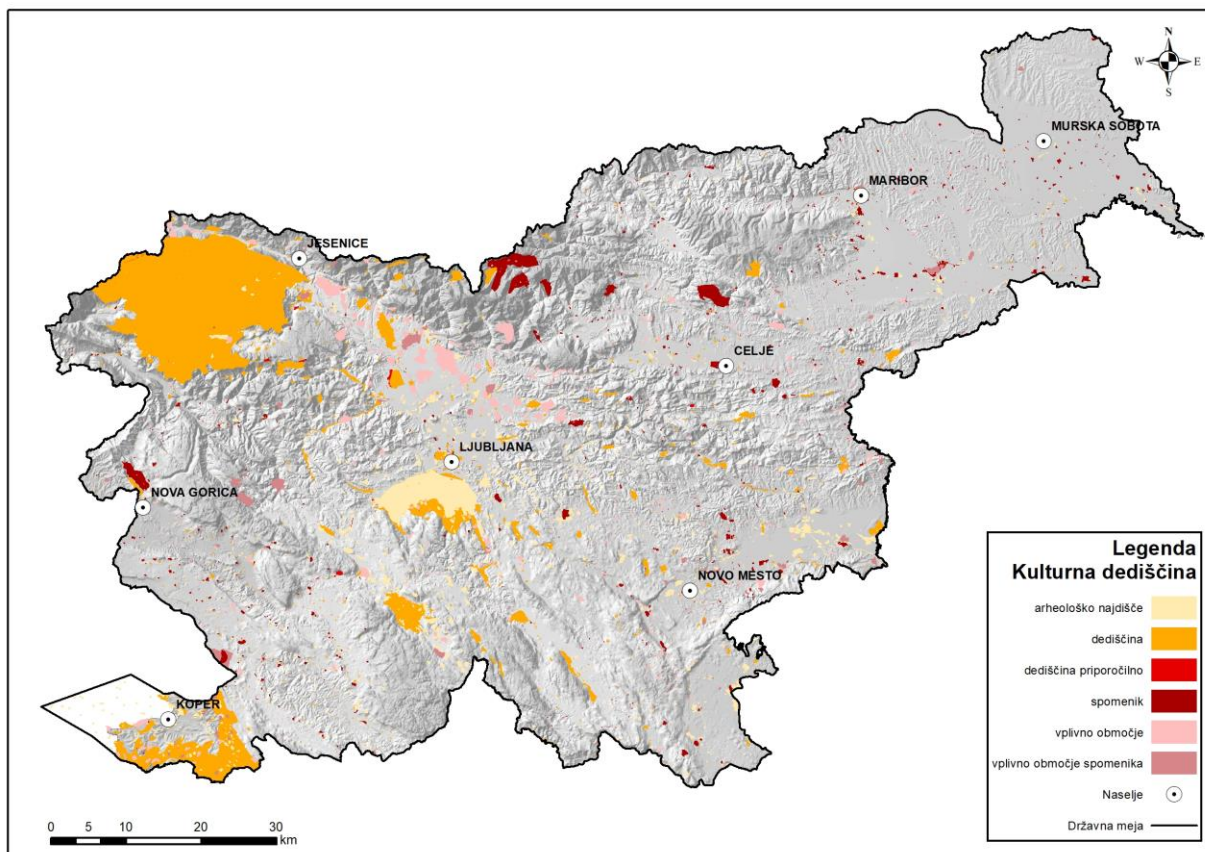 N
W E
S
MURSKA SOBOTA
MARIBOR
JESENICE
CELJE
LJUBLJANA
NOVA GORICA
NOVO MESTO
KOPER
Legenda
Kulturna dediščina
arheološko najdišče
dediščina
dediščina priporočilno
spomenik
vplivno območje
vplivno območje spomenika
Naselje
Državna meja
0 5 10 20 30
km